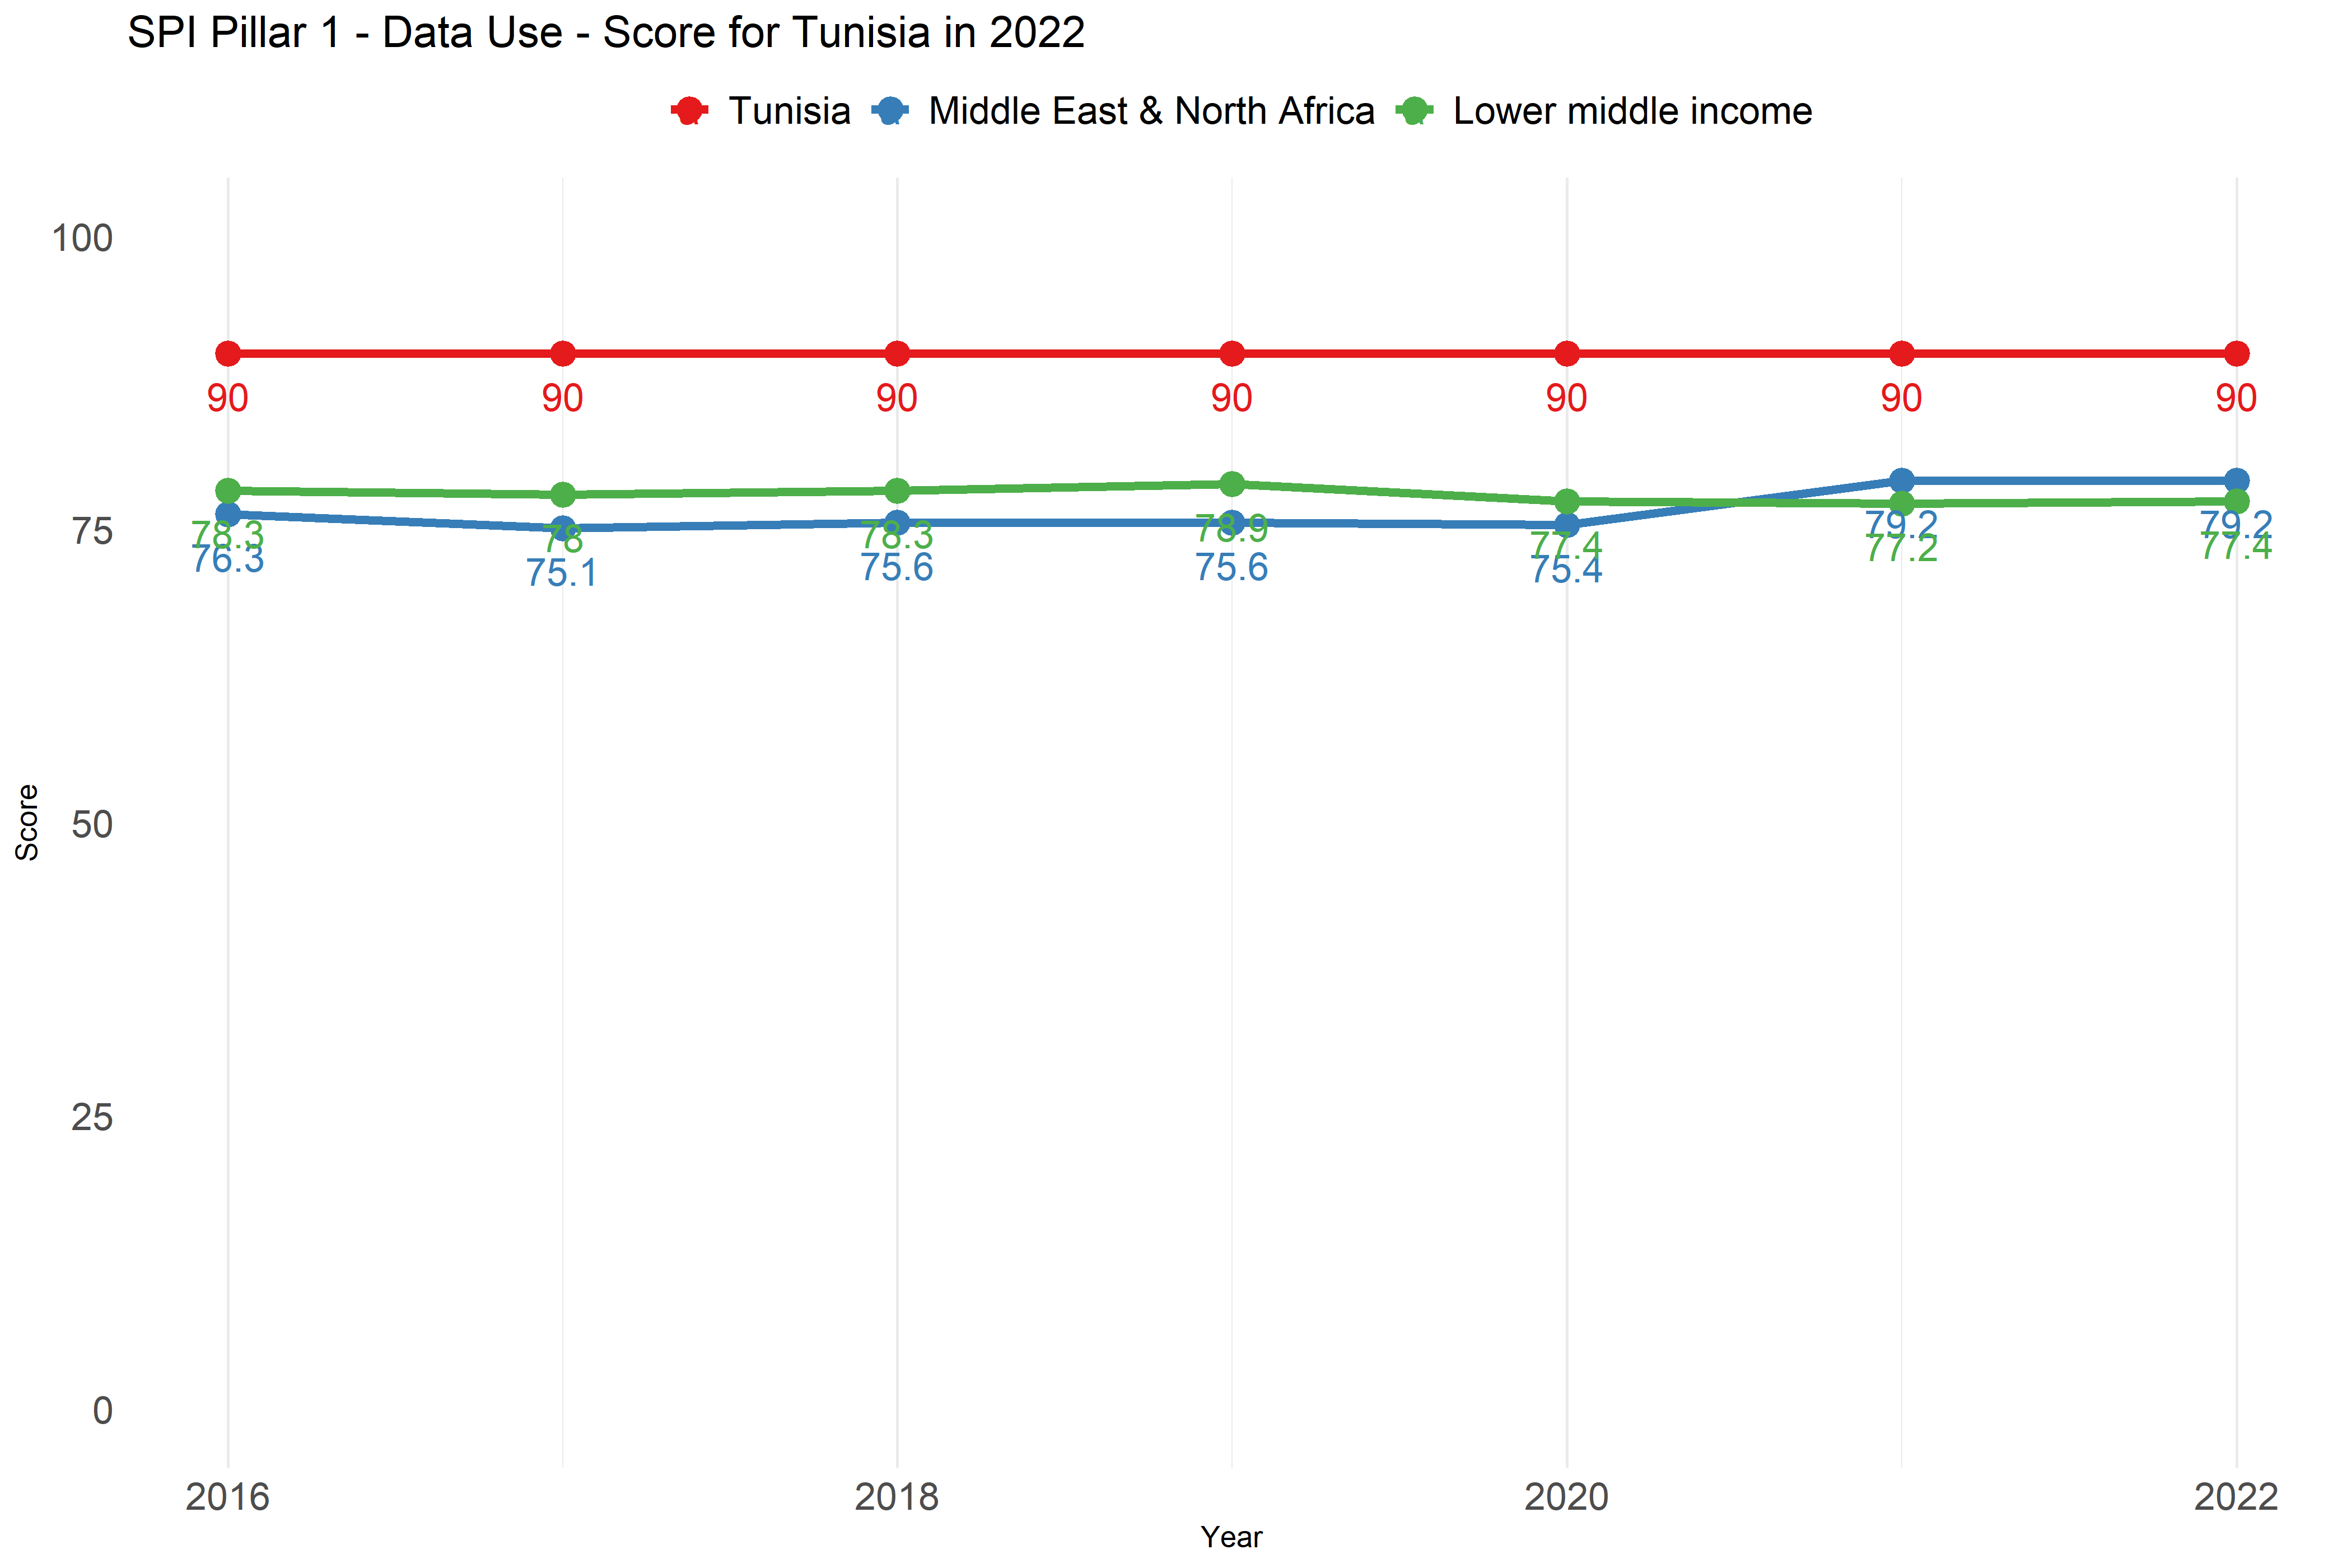 SPI Pillar 1 - Data Use - Score for Tunisia in 2022
Tunisia Middle East & North Africa Lower middle income
100
90 90 90 90 90 90 90
75
78.3 78 78.3 78.9 77.4 79.2 79.2
76.3 75.1 75.6 75.6 75.4 77.2 77.4
Score
50
25
0
2016 2018 2020 2022
Year